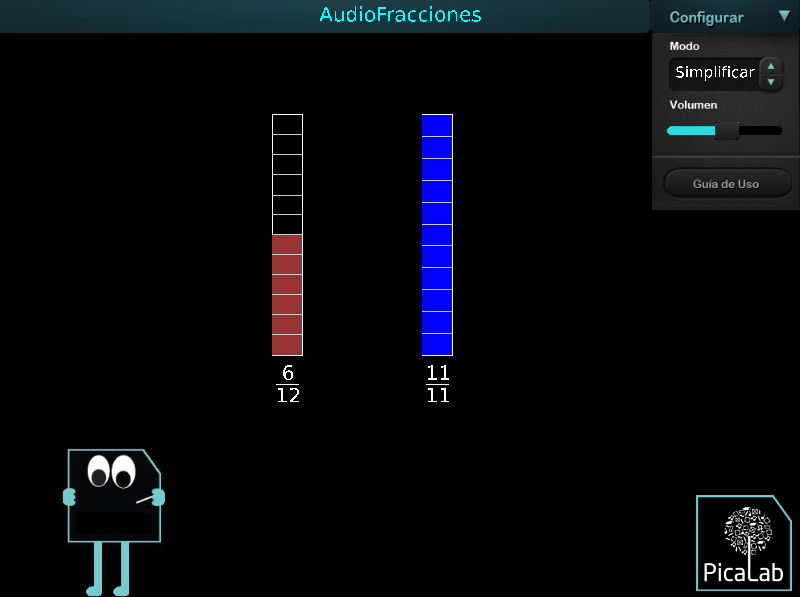 AudioFracciones
Configurar
Modo
Simplificar
Volumen
Guía de Uso
6
12
11
11
PicaLab